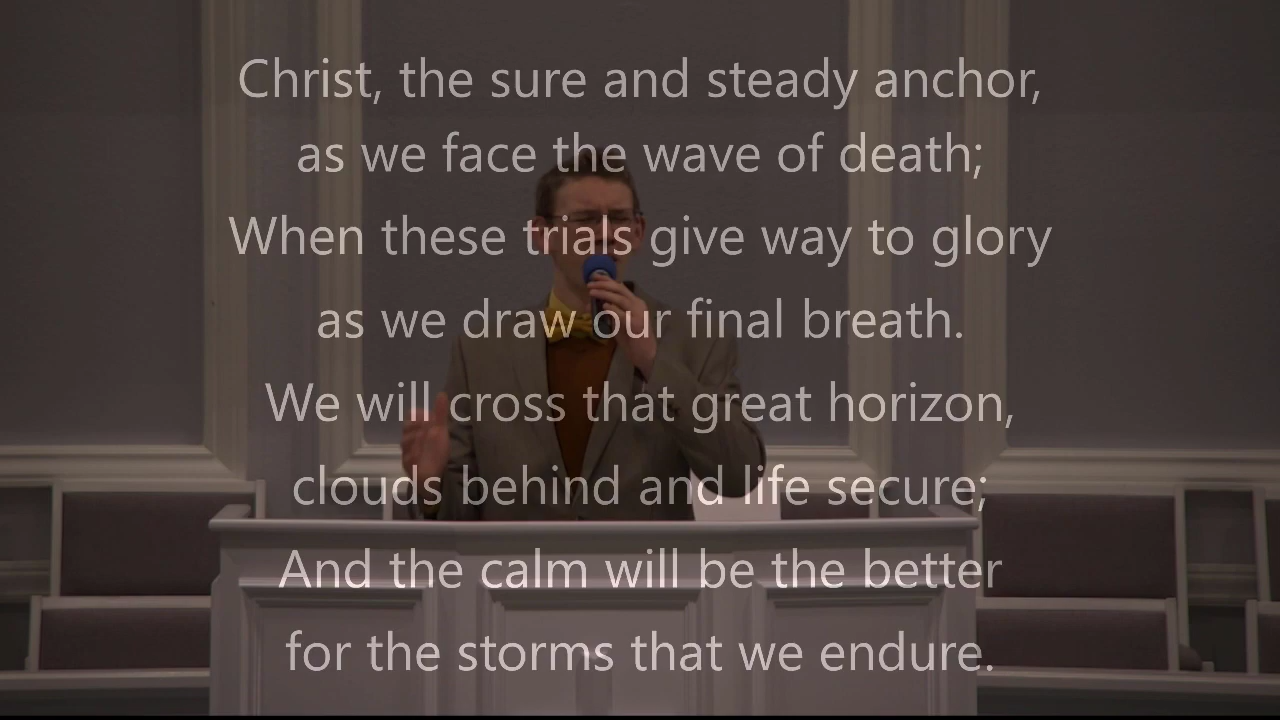 Christ, the sure and steady anchor,
as we face the wave of death;
When these trials give way to glory
as we draw our final breath.
We will cross that great horizon,
clouds behind and life secure;
And the calm will be the better
for the storms that we endure.